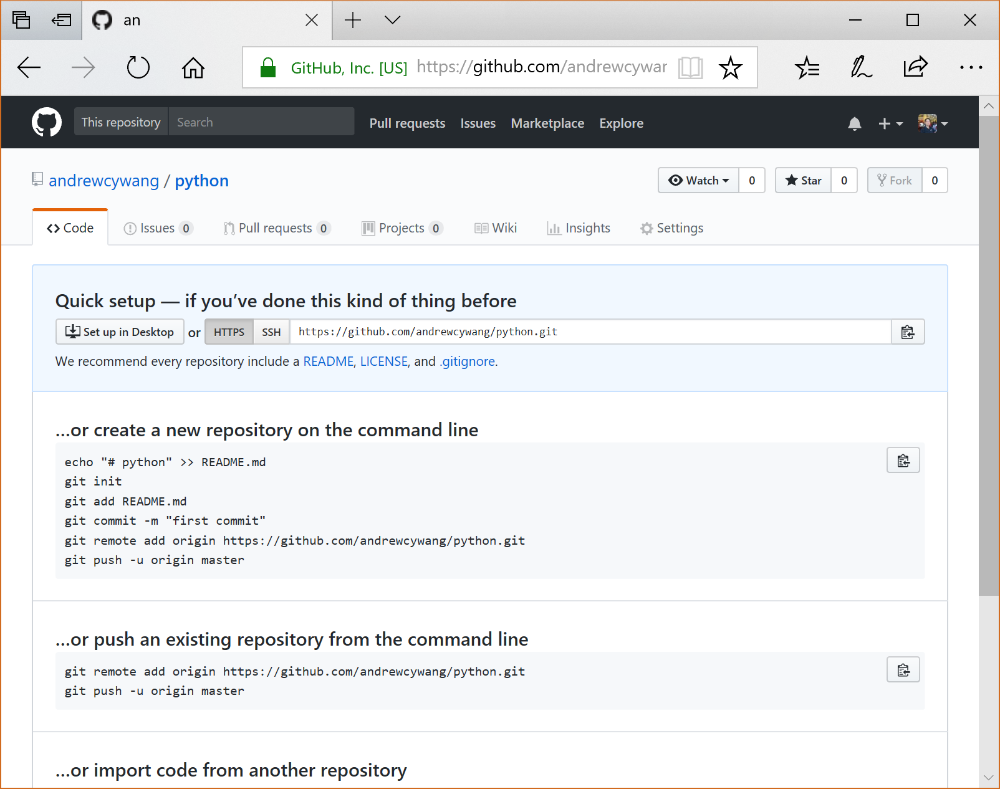 an
GitHub, Inc. [US] https://github.com/andrewcywar
This repository Search Pull requests Issues Marketplace Explore
andrewcywang / python Watch 0 Star 0 Fork 0
Code Issues 0 Pull requests 0 Projects 0 Wiki Insights Settings
Quick setup — if you’ve done this kind of thing before
Set up in Desktop or HTTPS SSH https://github.com/andrewcywang/python.git
We recommend every repository include a README, LICENSE, and .gitignore.
…or create a new repository on the command line
echo "# python" >> README.md
git init
git add README.md
git commit -m "first commit"
git remote add origin https://github.com/andrewcywang/python.git
git push -u origin master
…or push an existing repository from the command line
git remote add origin https://github.com/andrewcywang/python.git
git push -u origin master
…or import code from another repository